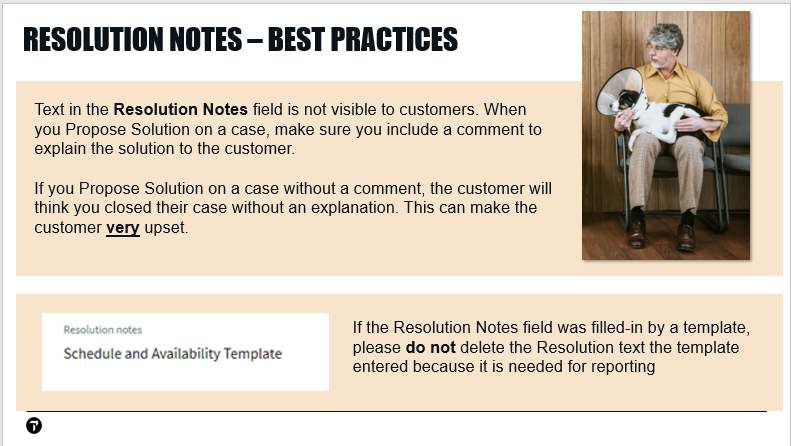 RESOLUTION NOTES – BEST PRACTICES
Text in the Resolution Notes field is not visible to customers. When
you Propose Solution on a case, make sure you include a comment to
explain the solution to the customer.
If you Propose Solution on a case without a comment, the customer will
think you closed their case without an explanation. This can make the
customer very upset.
Resolution notes
Schedule and Availability Template
If the Resolution Notes field was filled-in by a template,
please do not delete the Resolution text the template
entered because it is needed for reporting